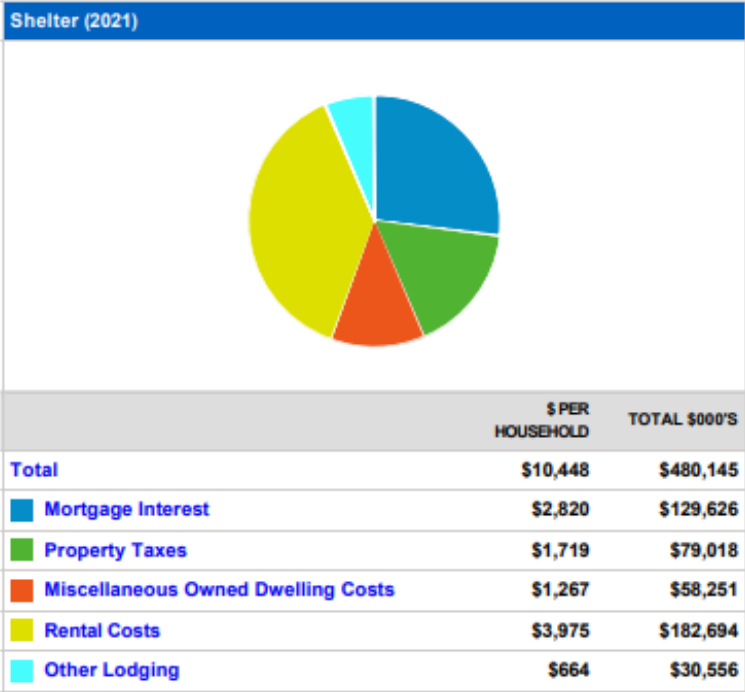 Shelter (2021)
$ PER
HOUSEHOLD TOTAL $000'S
Total $10,448 $480,145
Mortgage Interest $2,820 $129,626
Property Taxes $1,719 $79,018
Miscellaneous Owned Dwelling Costs $1,267 $58,251
Rental Costs $3,975 $182,694
Other Lodging $664 $30,556